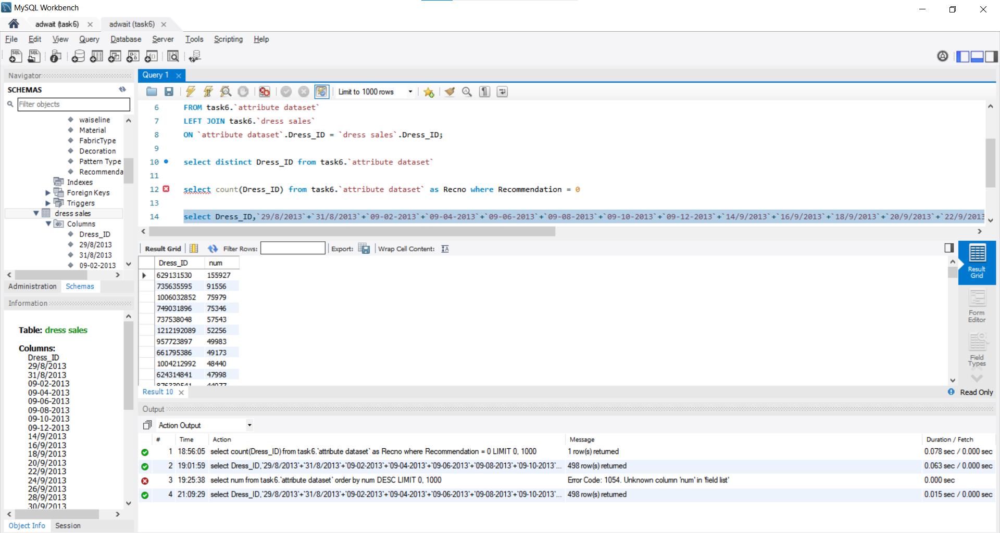 MySQL Workbench
adwait (task6)
adwait (task6)
File Edit View Query Database Server Tools Scripting Help
Navigator
SCHEMAS
Filter objects
waiseline
Material
FabricType
Decoration
Pattern Type
Recommenda
Indexes
Foreign Keys
Triggers
dress sales
Columns
Dress_ID
29/8/2013
31/8/2013
09-02-2013
Administration Schemas
Information
Table: dress sales
Columns:
Dress_ID
29/8/2013
31/8/2013
09-02-2013
09-04-2013
09-06-2013
09-08-2013
09-10-2013
09-12-2013
14/9/2013
16/9/2013
18/9/2013
20/9/2013
22/9/2013
24/9/2013
26/9/2013
28/9/2013
30/9/2013
Object Info Session
Query 1
Limit to 1000 rows
6 FROM task6.`attribute dataset`
7 LEFT JOIN task6.`dress sales`
8 ON `attribute dataset`.Dress_ID = `dress sales`.Dress_ID;
9
10 select distinct Dress_ID from task6.`attribute dataset`
11
12 select count(Dress_ID) from task6.`attribute dataset` as Recno where Recommendation = 0
13
14 select Dress_ID,`29/8/2013`+`31/8/2013`+`09-02-2013`+`09-04-2013`+`09-06-2013`+`09-08-2013`+`09-10-2013`+`09-12-2013`+`14/9/2013`+`16/9/2013`+`18/9/2013`+`20/9/2013`+`22/9/2013
Result Grid Filter Rows: Export: Wrap Cell Content:
Dress_ID num
629131530 155927
735635595 91556
1006032852 75979
749031896 75346
737538048 57543
1212192089 52256
957723897 49983
661795386 49173
1004212992 48440
624314841 47998
876339541 44077
Result Grid
Form Editor
Field Types
Result 10
Read Only
Output
Action Output
# Time Action Message Duration / Fetch
1 18:56:05 select count(Dress_ID) from task6.`attribute dataset` as Recno where Recommendation = 0 LIMIT 0, 1000 1 row(s) returned 0.078 sec / 0.000 sec
2 19:01:59 select Dress_ID,`29/8/2013`+`31/8/2013`+`09-02-2013`+`09-04-2013`+`09-06-2013`+`09-08-2013`+`09-10-2013`... 498 row(s) returned 0.063 sec / 0.000 sec
3 19:25:38 select num from task6.`attribute dataset` order by num DESC LIMIT 0, 1000 Error Code: 1054. Unknown column 'num' in 'field list' 0.000 sec
4 21:09:29 select Dress_ID,`29/8/2013`+`31/8/2013`+`09-02-2013`+`09-04-2013`+`09-06-2013`+`09-08-2013`+`09-10-2013`... 498 row(s) returned 0.015 sec / 0.000 sec